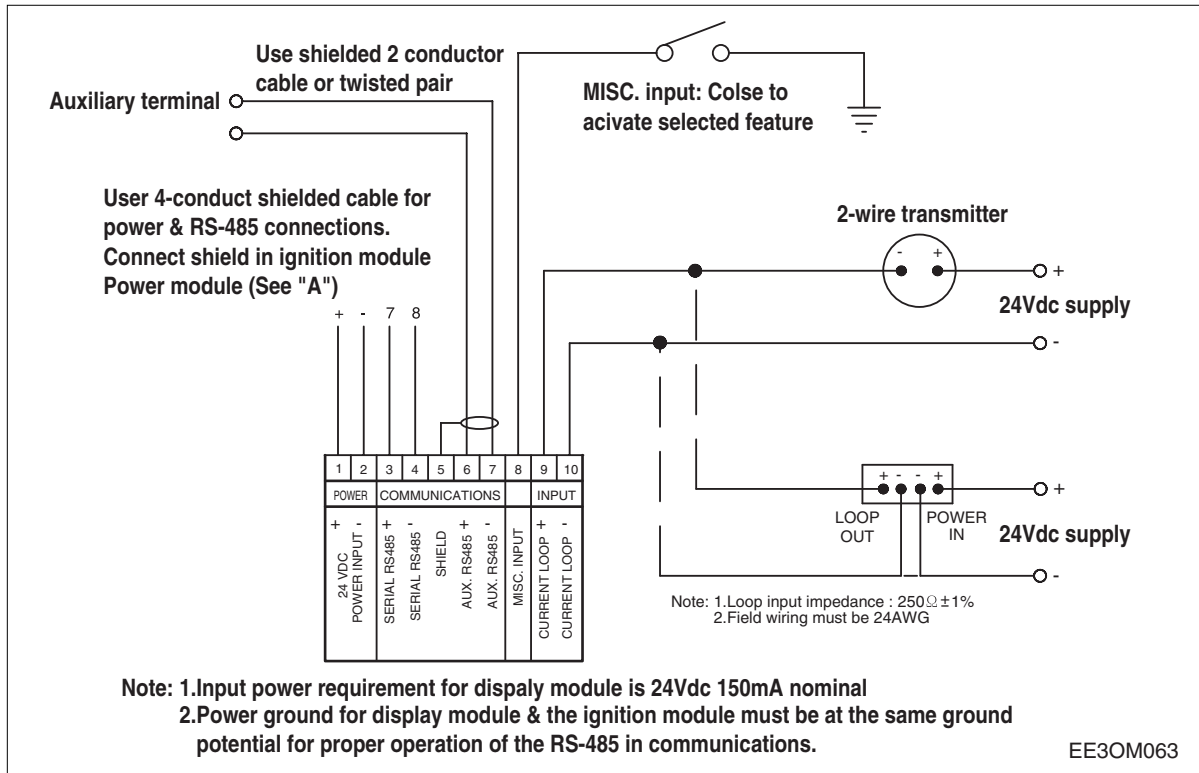 Use shielded 2 conductor
cable or twisted pair
Auxiliary terminal
MISC. input: Colse to
acivate selected feature
User 4-conduct shielded cable for
power & RS-485 connections.
Connect shield in ignition module
Power module (See "A")
2-wire transmitter
- +
+
24Vdc supply
-
+ - 7 8
1 2 3 4 5 6 7 8 9 10
POWER COMMUNICATIONS INPUT
+ - + - + - + -
24 VDC
POWER INPUT
SERIAL RS485
SERIAL RS485
SHIELD
AUX. RS485
AUX. RS485
MISC. INPUT
CURRENT LOOP
CURRENT LOOP
+ - - +
LOOP
OUT
POWER
IN
+
24Vdc supply
-
Note: 1.Loop input impedance : 250Ω±1%
2.Field wiring must be 24AWG
Note: 1.Input power requirement for dispaly module is 24Vdc 150mA nominal
2.Power ground for display module & the ignition module must be at the same ground
potential for proper operation of the RS-485 in communications.
EE3OM063